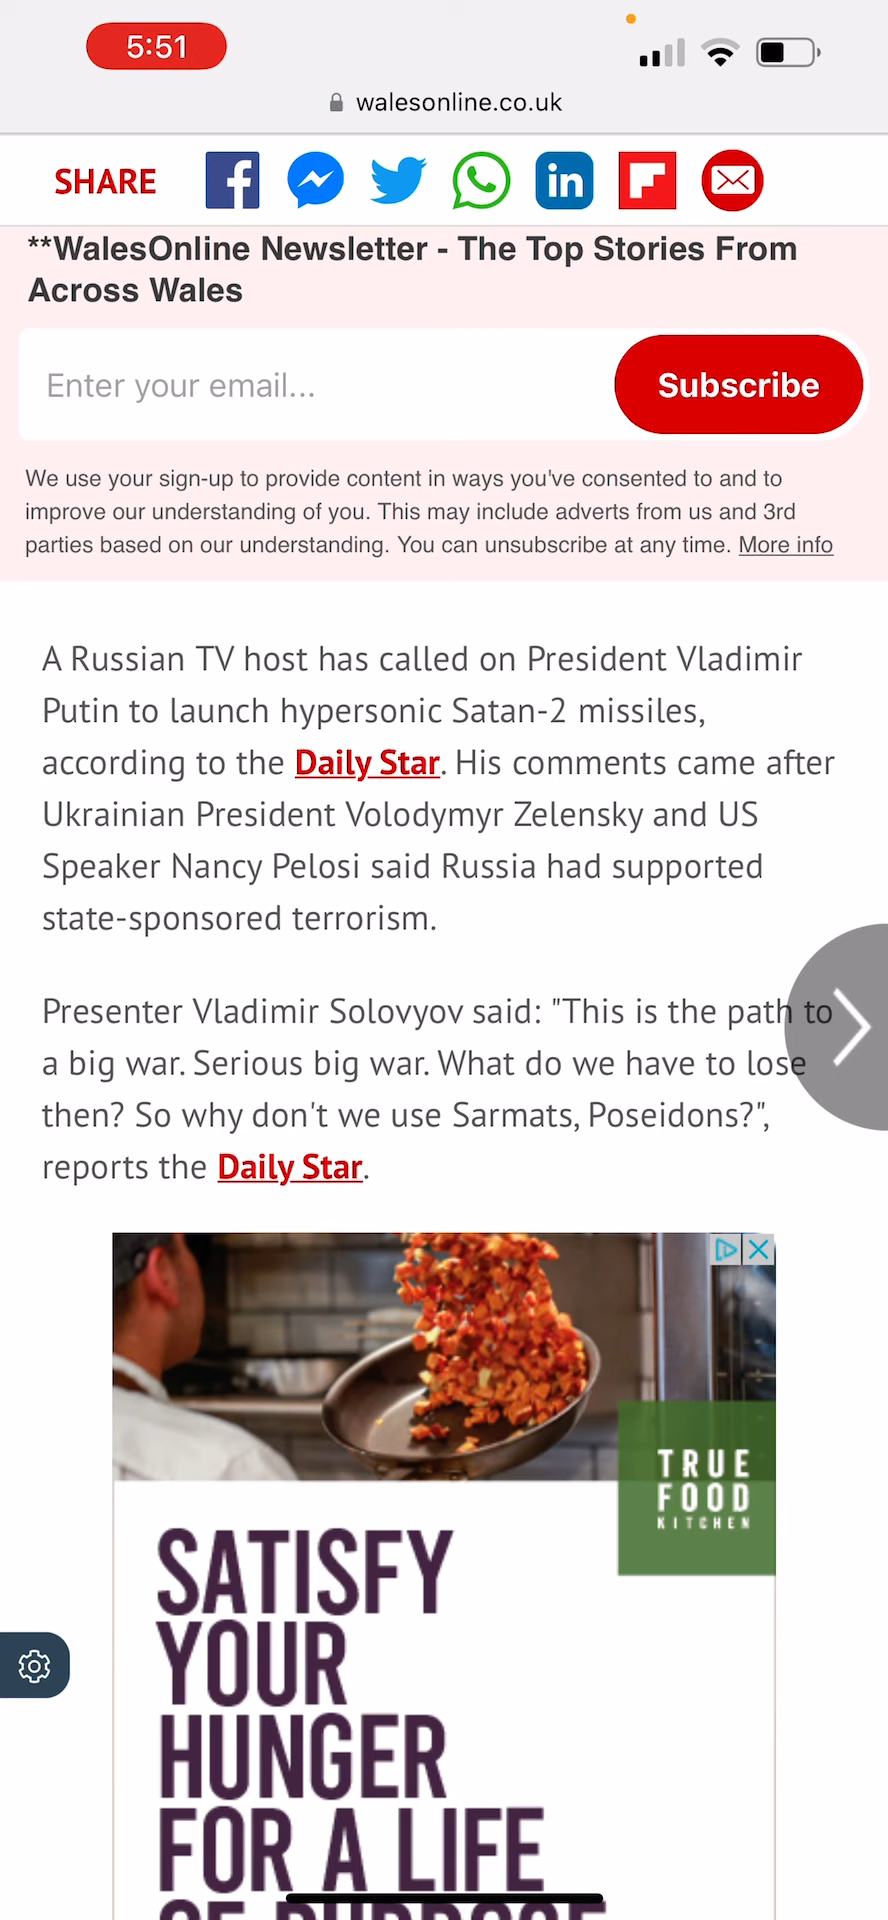 5:51
walesonline.co.uk
SHARE
**WalesOnline Newsletter - The Top Stories From
Across Wales
Enter your email...
Subscribe
We use your sign-up to provide content in ways you've consented to and to
improve our understanding of you. This may include adverts from us and 3rd
parties based on our understanding. You can unsubscribe at any time. More info
A Russian TV host has called on President Vladimir
Putin to launch hypersonic Satan-2 missiles,
according to the Daily Star. His comments came after
Ukrainian President Volodymyr Zelensky and US
Speaker Nancy Pelosi said Russia had supported
state-sponsored terrorism.
Presenter Vladimir Solovyov said: "This is the path to
a big war. Serious big war. What do we have to lose
then? So why don't we use Sarmats, Poseidons?",
reports the Daily Star.
TRUE
FOOD
KITCHEN
SATISFY
YOUR
HUNGER
FOR A LIFE
OF PURPOSE